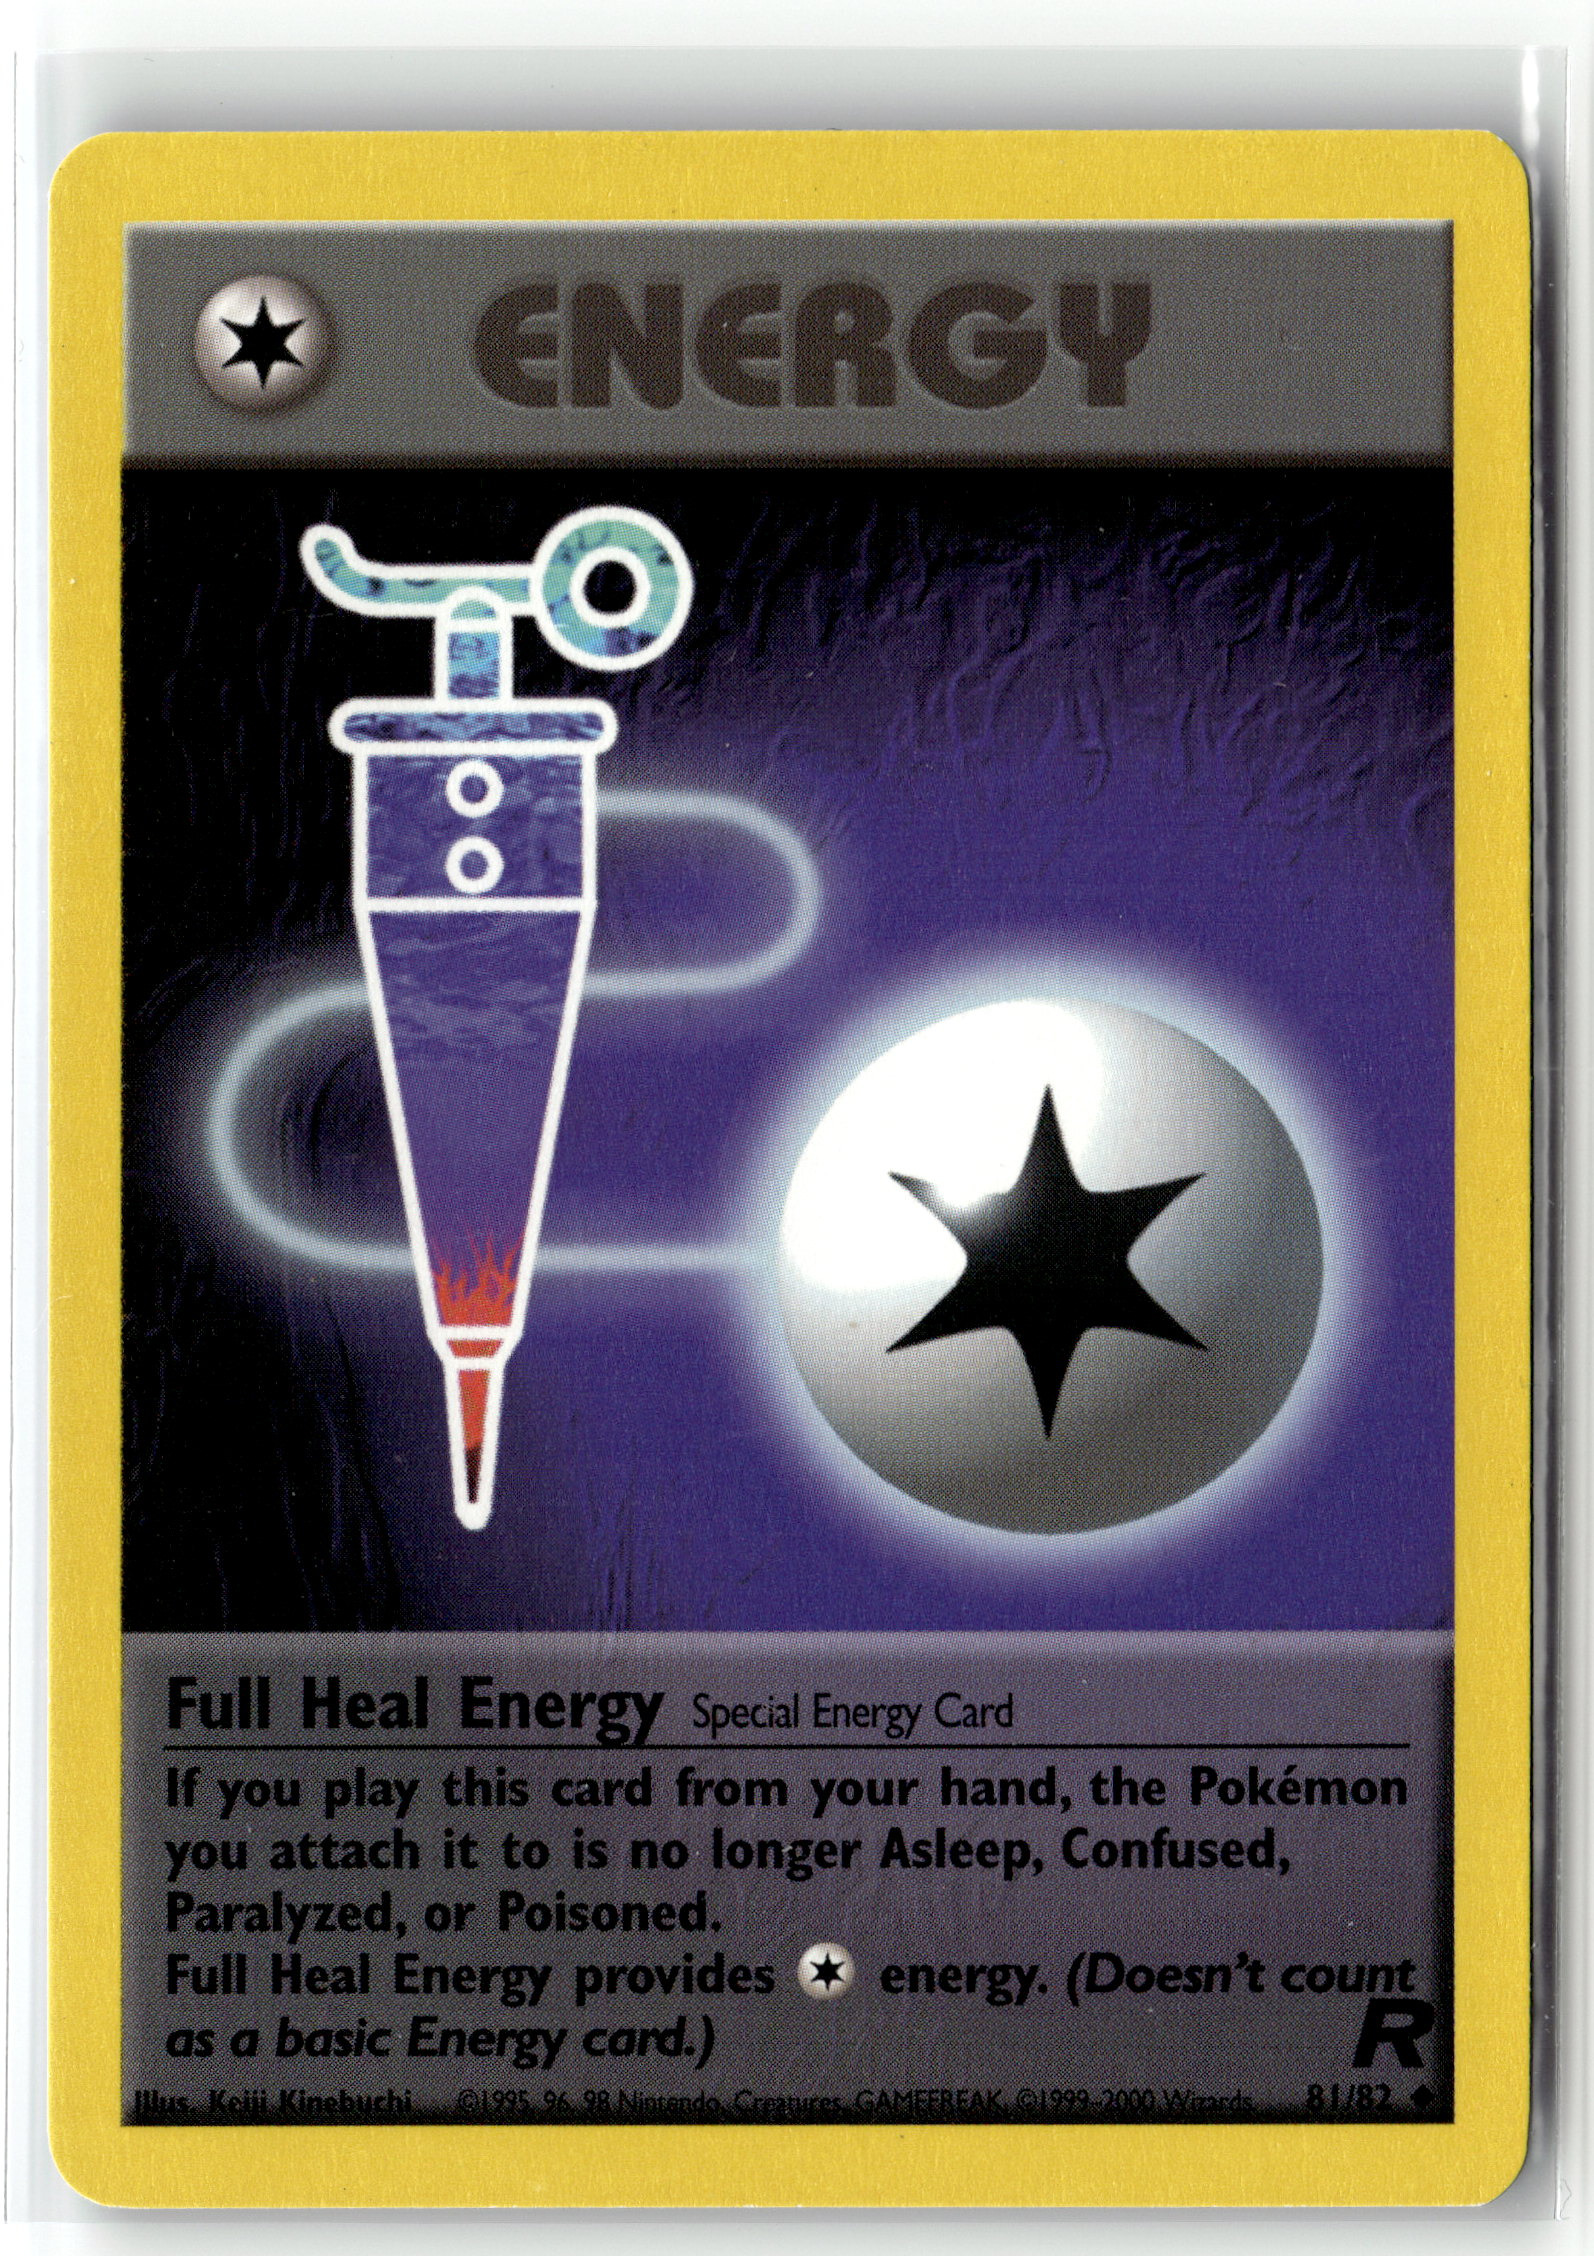 ENERGY
Full Heal Energy Special Energy Card
If you play this card from your hand, the Pokémon
you attach it to is no longer Asleep, Confused,
Paralyzed, or Poisoned.
Full Heal Energy provides energy. (Doesn't count
as a basic Energy card.)
R
Illus. Keiji Kinebuchi ©1995, 96, 98 Nintendo, Creatures, GAMEFREAK. ©1999-2000 Wizards. 81/82